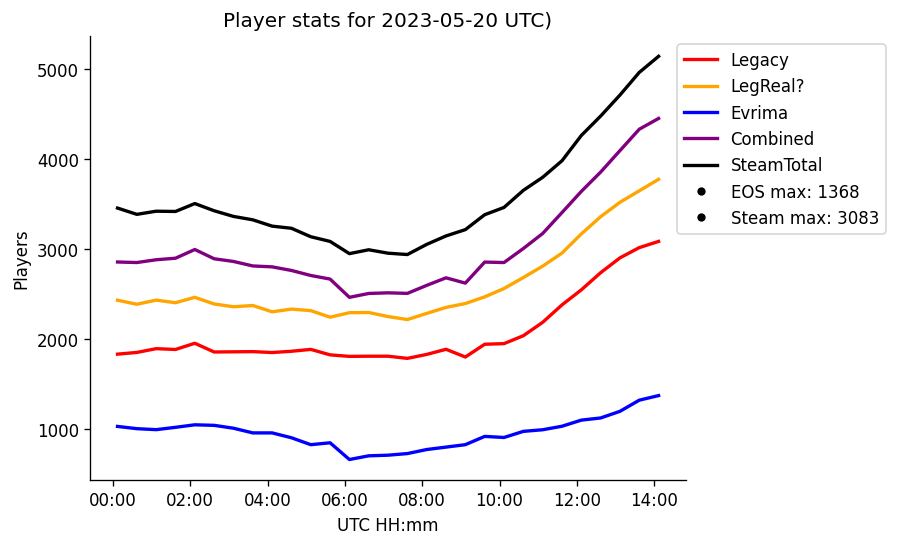 Player stats for 2023-05-20 UTC)
Legacy
LegReal?
Evrima
Combined
SteamTotal
EOS max: 1368
Steam max: 3083
Players
5000
4000
3000
2000
1000
00:00 02:00 04:00 06:00 08:00 10:00 12:00 14:00
UTC HH:mm